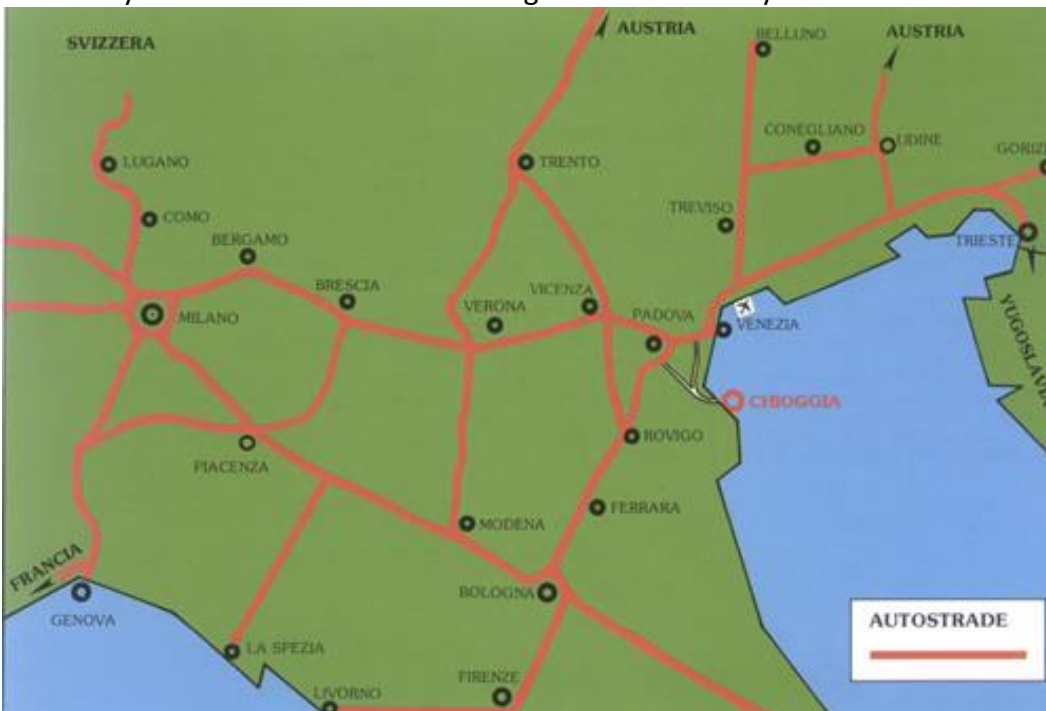 SVIZZERA
AUSTRIA
BELLUNO
AUSTRIA
LUGANO
TRENTO
CONEGLIANO
UDINE
COMO
BERGAMO
TREVISO
TRIESTE
BRESCIA
VERONA
VICENZA
PADOVA
VENEZIA
MILANO
YUGOSLAVIA
CHIOGGIA
ROVIGO
PIACENZA
FERRARA
MODENA
FRANCIA
GENOVA
BOLOGNA
AUTOSTRADE
LA SPEZIA
LIVORNO
FIRENZE